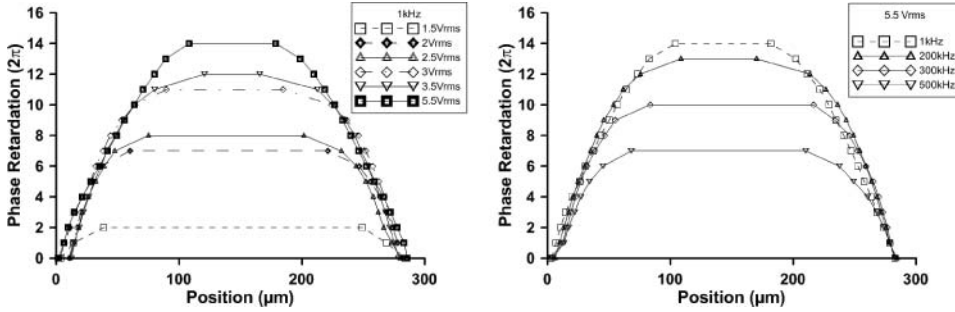 1kHz
1.5Vrms
2Vrms
2.5Vrms
3Vrms
3.5Vrms
5.5Vrms
Phase Retardation (2π)
16
14
12
10
8
6
4
2
0
0
100
200
300
Position (µm)
5.5 Vrms
1kHz
200kHz
300kHz
500kHz
Phase Retardation (2π)
16
14
12
10
8
6
4
2
0
0
100
200
300
Position (µm)